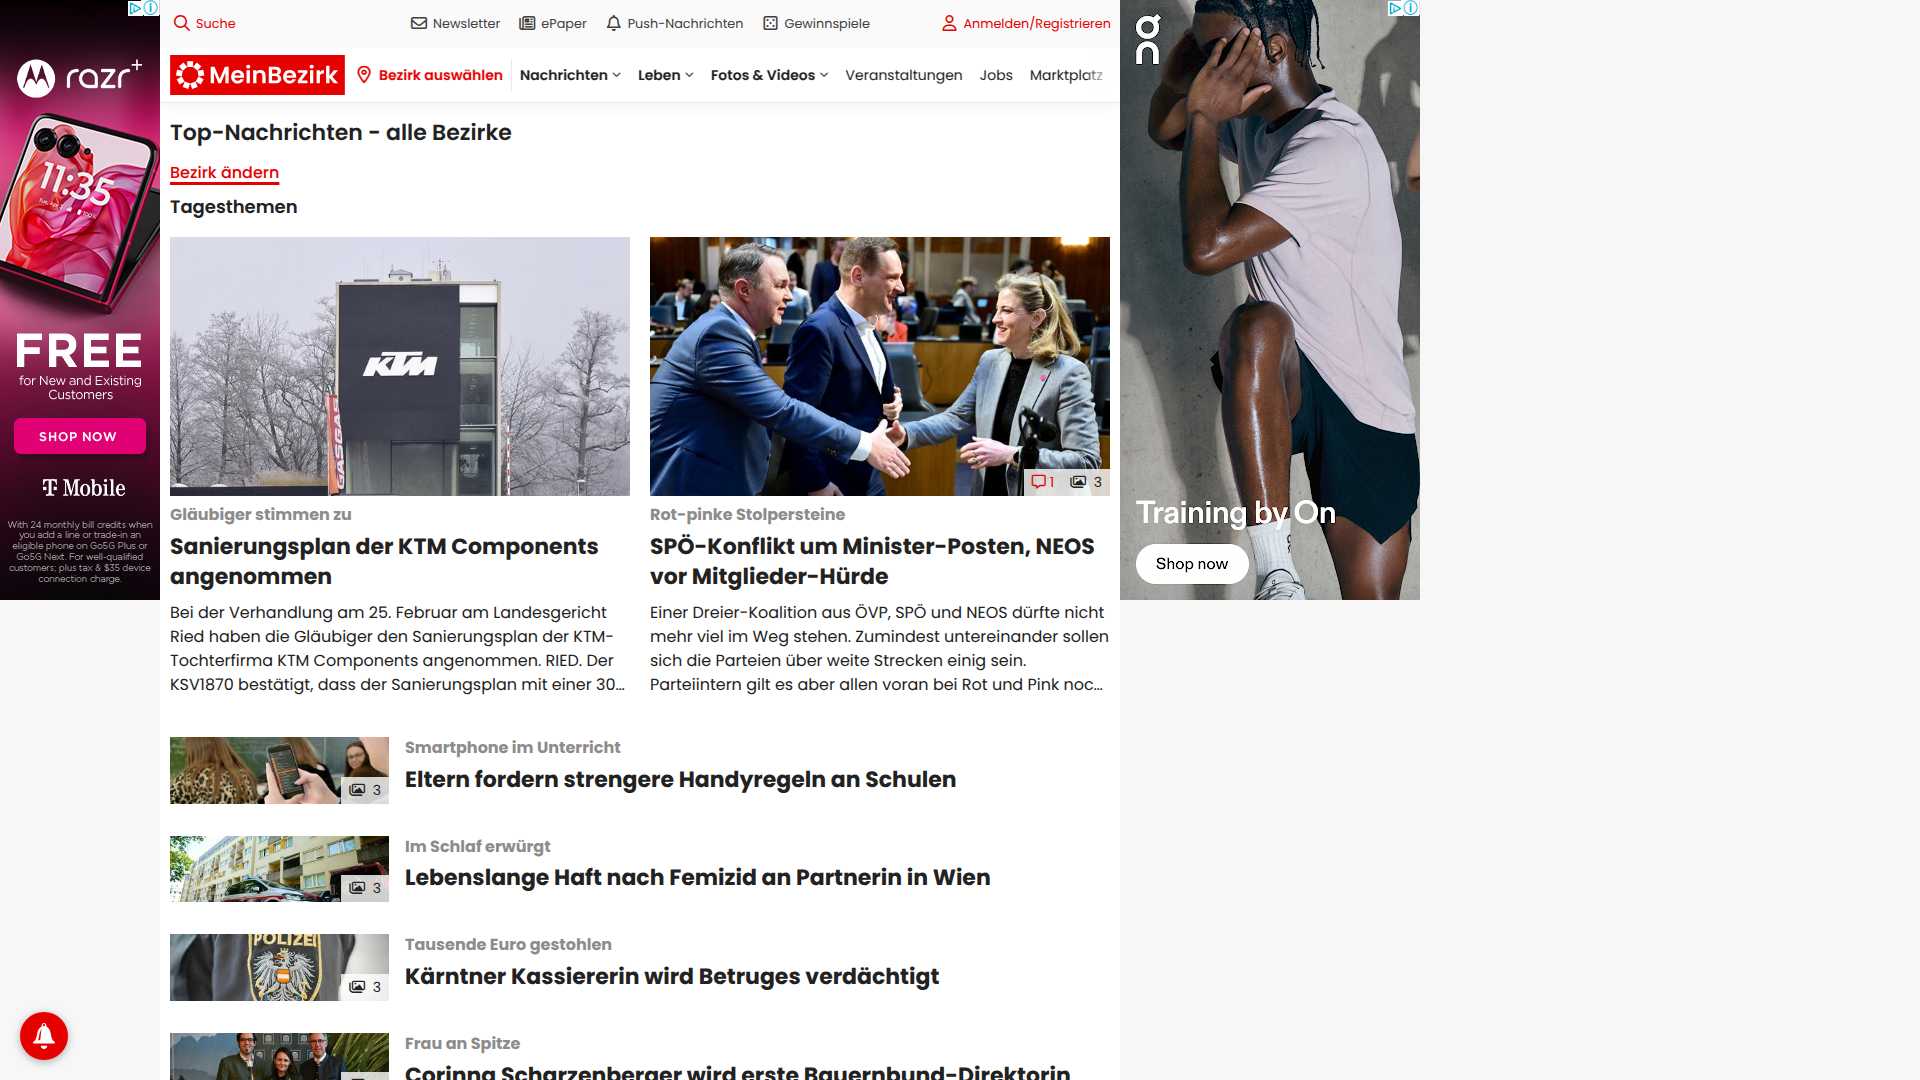 Suche
Newsletter
ePaper
Push-Nachrichten
Gewinnspiele
Anmelden/Registrieren
MeinBezirk
Bezirk auswählen
Nachrichten
Leben
Fotos & Videos
Veranstaltungen
Jobs
Marktplatz
razr+
11:35
FREE
for New and Existing
Customers
SHOP NOW
T Mobile
With 24 monthly bill credits when
you add a line or trade-in an
eligible phone on Go5G Plus or
Go5G Next. For well-qualified
customers; plus tax & $35 device
connection charge.
Top-Nachrichten - alle Bezirke
Bezirk ändern
Tagesthemen
KTM
GASGAS
Gläubiger stimmen zu
Sanierungsplan der KTM Components
angenommen
Bei der Verhandlung am 25. Februar am Landesgericht
Ried haben die Gläubiger den Sanierungsplan der KTM-
Tochterfirma KTM Components angenommen. RIED. Der
KSV1870 bestätigt, dass der Sanierungsplan mit einer 30...
1
3
Rot-pinke Stolpersteine
SPÖ-Konflikt um Minister-Posten, NEOS
vor Mitglieder-Hürde
Einer Dreier-Koalition aus ÖVP, SPÖ und NEOS dürfte nicht
mehr viel im Weg stehen. Zumindest untereinander sollen
sich die Parteien über weite Strecken einig sein.
Parteiintern gilt es aber allen voran bei Rot und Pink noc...
3
Smartphone im Unterricht
Eltern fordern strengere Handyregeln an Schulen
3
Im Schlaf erwürgt
Lebenslange Haft nach Femizid an Partnerin in Wien
POLIZEI
3
Tausende Euro gestohlen
Kärntner Kassiererin wird Betruges verdächtigt
Frau an Spitze
Corinna Scharzenberger wird erste Bauernbund-Direktorin
on
Training by On
Shop now